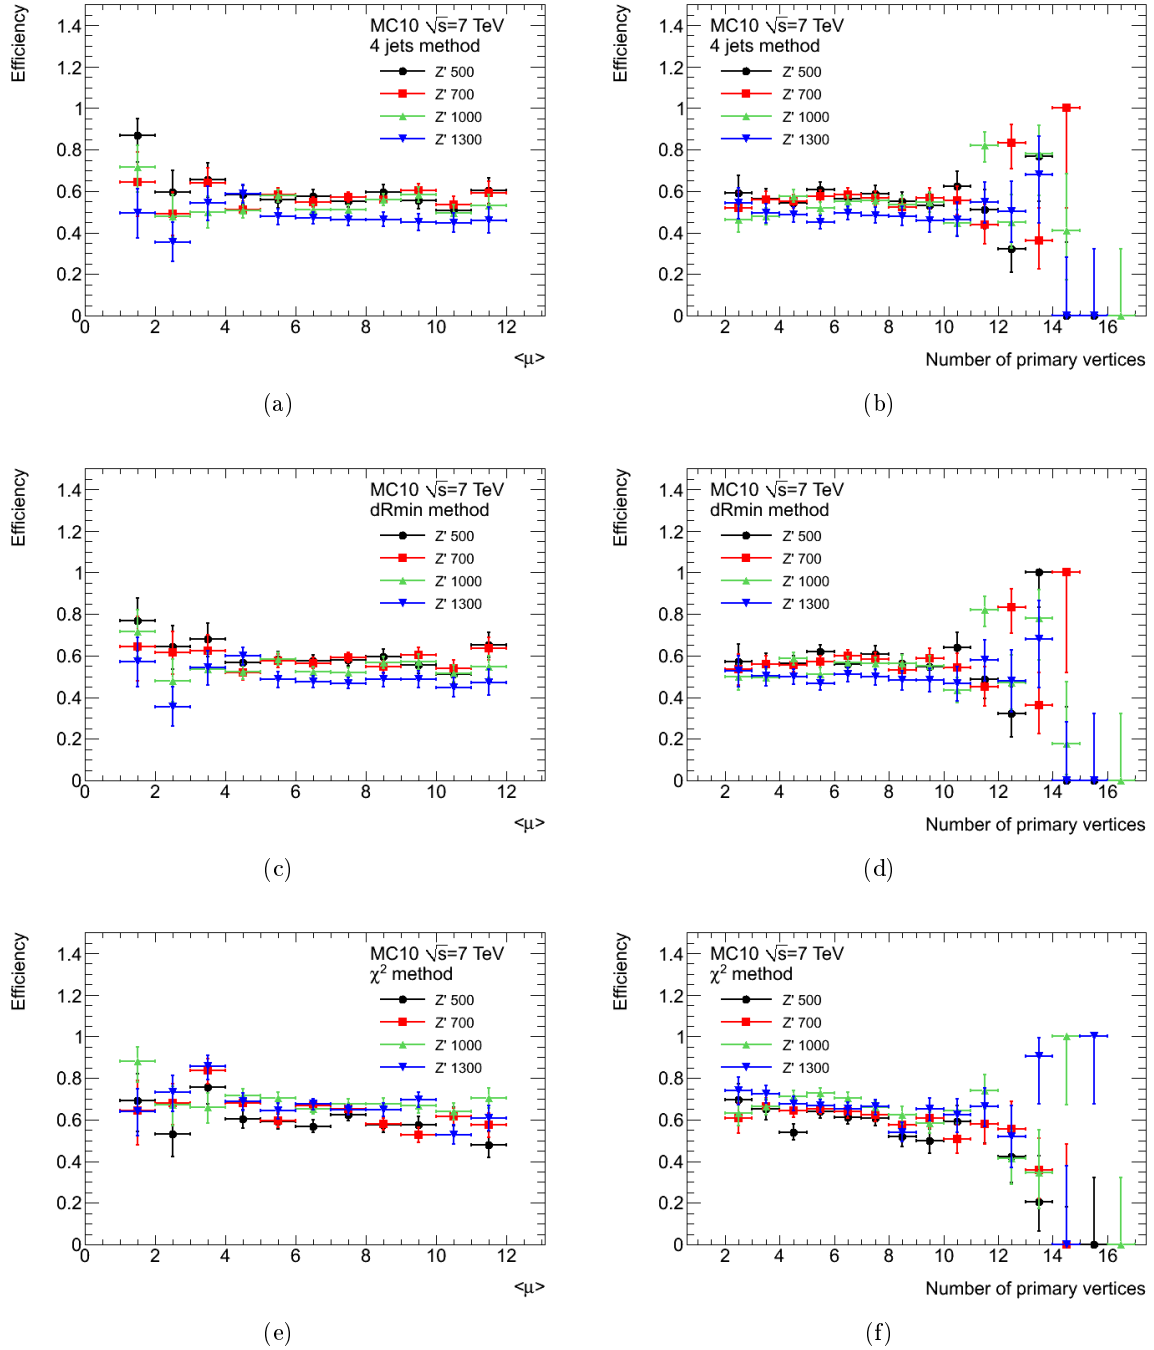 Efficiency
1.4
1.2
1
0.8
0.6
0.4
0.2
0
0 2 4 6 8 10 12
<μ>
MC10 √s=7 TeV
4 jets method
Z' 500
Z' 700
Z' 1000
Z' 1300
(a)
Efficiency
1.4
1.2
1
0.8
0.6
0.4
0.2
0
2 4 6 8 10 12 14 16
Number of primary vertices
MC10 √s=7 TeV
4 jets method
Z' 500
Z' 700
Z' 1000
Z' 1300
(b)
Efficiency
1.4
1.2
1
0.8
0.6
0.4
0.2
0
0 2 4 6 8 10 12
<μ>
MC10 √s=7 TeV
dRmin method
Z' 500
Z' 700
Z' 1000
Z' 1300
(c)
Efficiency
1.4
1.2
1
0.8
0.6
0.4
0.2
0
2 4 6 8 10 12 14 16
Number of primary vertices
MC10 √s=7 TeV
dRmin method
Z' 500
Z' 700
Z' 1000
Z' 1300
(d)
Efficiency
1.4
1.2
1
0.8
0.6
0.4
0.2
0
0 2 4 6 8 10 12
<μ>
MC10 √s=7 TeV
χ² method
Z' 500
Z' 700
Z' 1000
Z' 1300
(e)
Efficiency
1.4
1.2
1
0.8
0.6
0.4
0.2
0
2 4 6 8 10 12 14 16
Number of primary vertices
MC10 √s=7 TeV
χ² method
Z' 500
Z' 700
Z' 1000
Z' 1300
(f)